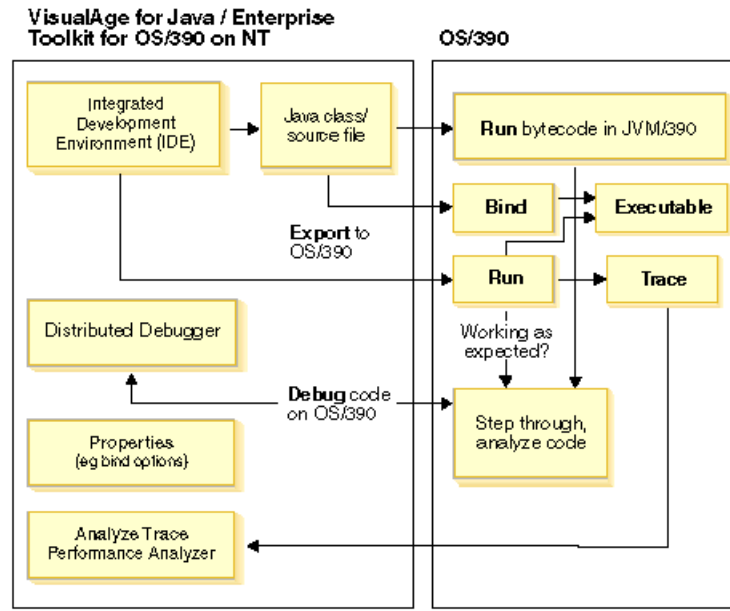 VisualAge for Java / Enterprise
Toolkit for OS/390 on NT
OS/390
Integrated
Development
Environment (IDE)
Java class/
source file
Run bytecode in JVM/390
Bind
Executable
Export to
OS/390
Run
Trace
Distributed Debugger
Working as
expected?
Debug code
on OS/390
Step through,
analyze code
Properties
(eg bind options)
Analyze Trace
Performance Analyzer